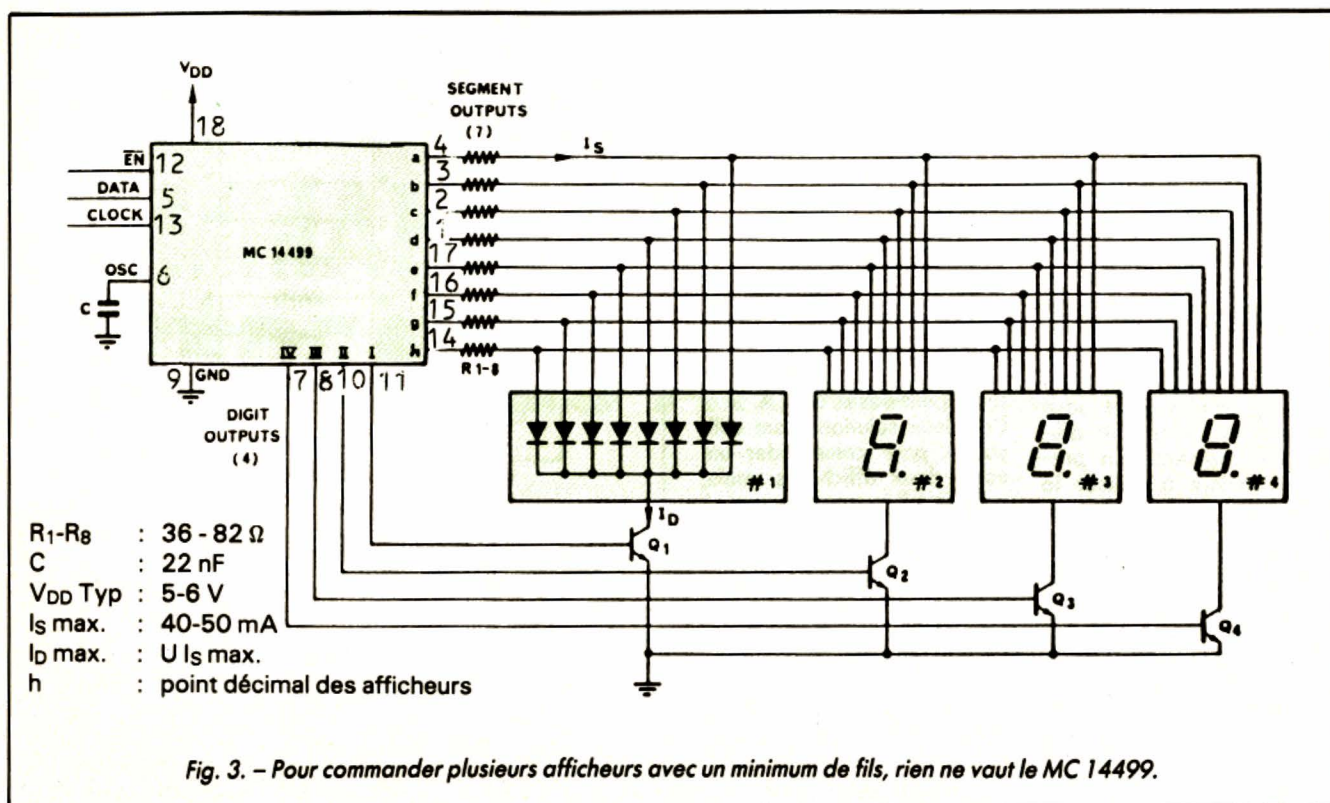 VDD
18
SEGMENT
OUTPUTS
(7)
EN 12
DATA 5
CLOCK 13
OSC 6
C
MC 14499
a 4
b 3
c 2
d 1
e 17
f 16
g 15
h 14
IS
R1-8
IV III II I
7 8 10 11
9 GND
DIGIT
OUTPUTS
(4)
#1
#2
#3
#4
ID
Q1
Q2
Q3
Q4
R1-R8 : 36 - 82 Ω
C : 22 nF
VDD Typ : 5-6 V
IS max. : 40-50 mA
ID max. : U IS max.
h : point décimal des afficheurs
Fig. 3. – Pour commander plusieurs afficheurs avec un minimum de fils, rien ne vaut le MC 14499.